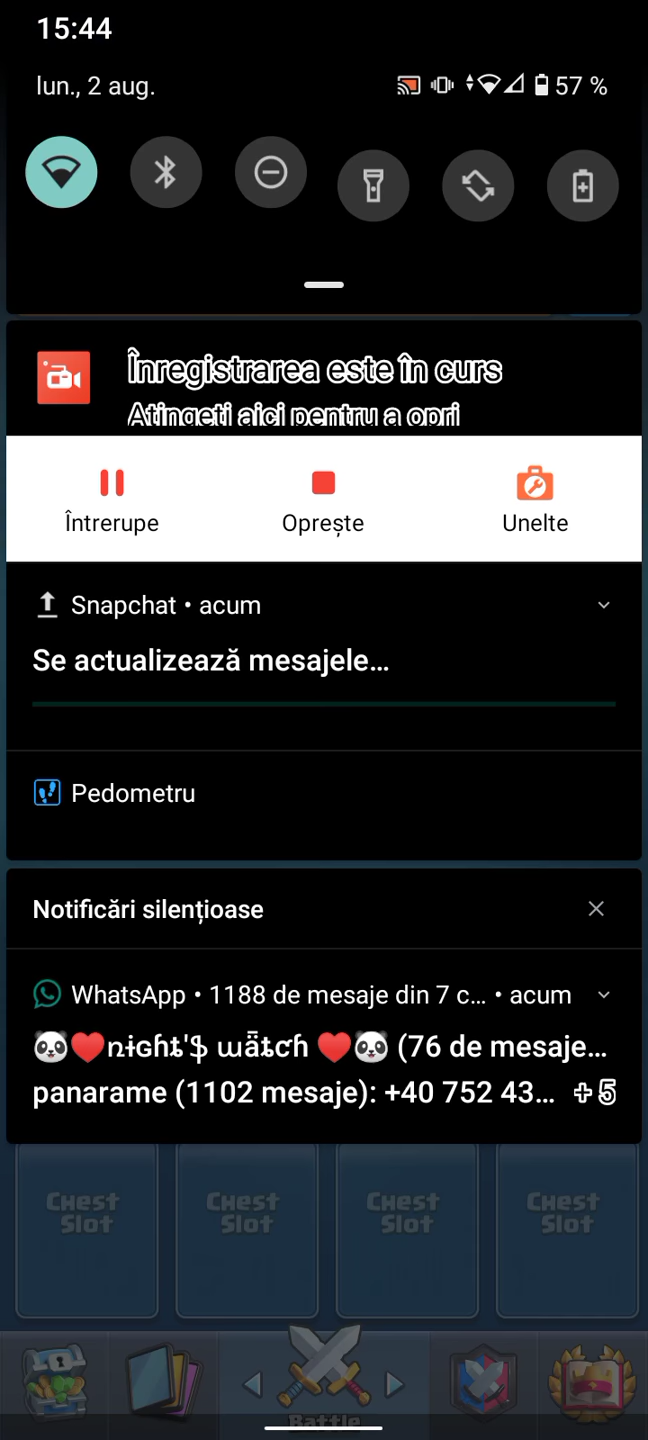 15:44
lun., 2 aug.
57 %
Înregistrarea este în curs
Atingeți aici pentru a opri
Întrerupe
Oprește
Unelte
Snapchat • acum
Se actualizează mesajele…
Pedometru
Notificări silențioase
WhatsApp • 1188 de mesaje din 7 c… • acum
🐼❤️ (76 de mesaje…
panarame (1102 mesaje): +40 752 43… +5
Chest Slot
Chest Slot
Chest Slot
Chest Slot
Battle